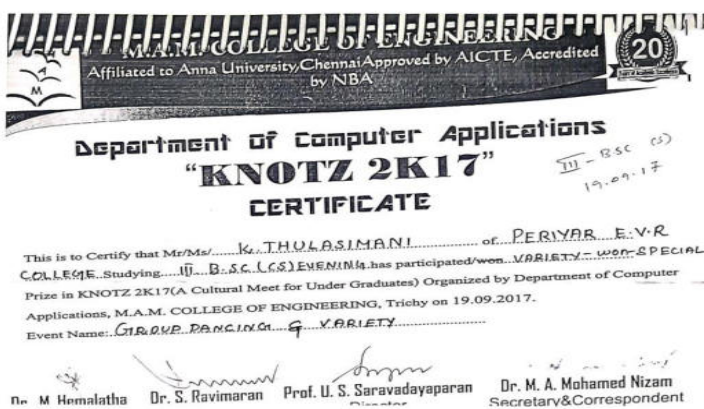 M.A.M. COLLEGE OF ENGINEERING
Affiliated to Anna University, Chennai Approved by AICTE, Accredited
by NBA
20
M
Department Of Computer Applications
"KNOTZ 2K17"
CERTIFICATE
III - B.SC (CS)
19.09.17
This is to Certify that Mr/Ms/ K. THULASIMANI of PERIYAR E.V.R
COLLEGE Studying III B.SC (CS) EVENING has participated/won VARIETY - won SPECIAL
Prize in KNOTZ 2K17(A Cultural Meet for Under Graduates) Organized by Department of Computer
Applications, M.A.M. COLLEGE OF ENGINEERING, Trichy on 19.09.2017.
Event Name: GROUP DANCING & VARIETY
Dr. M Hemalatha Dr. S. Ravimaran Prof. U. S. Saravadayaparan Dr. M. A. Mohamed Nizam
Director Secretary&Correspondent